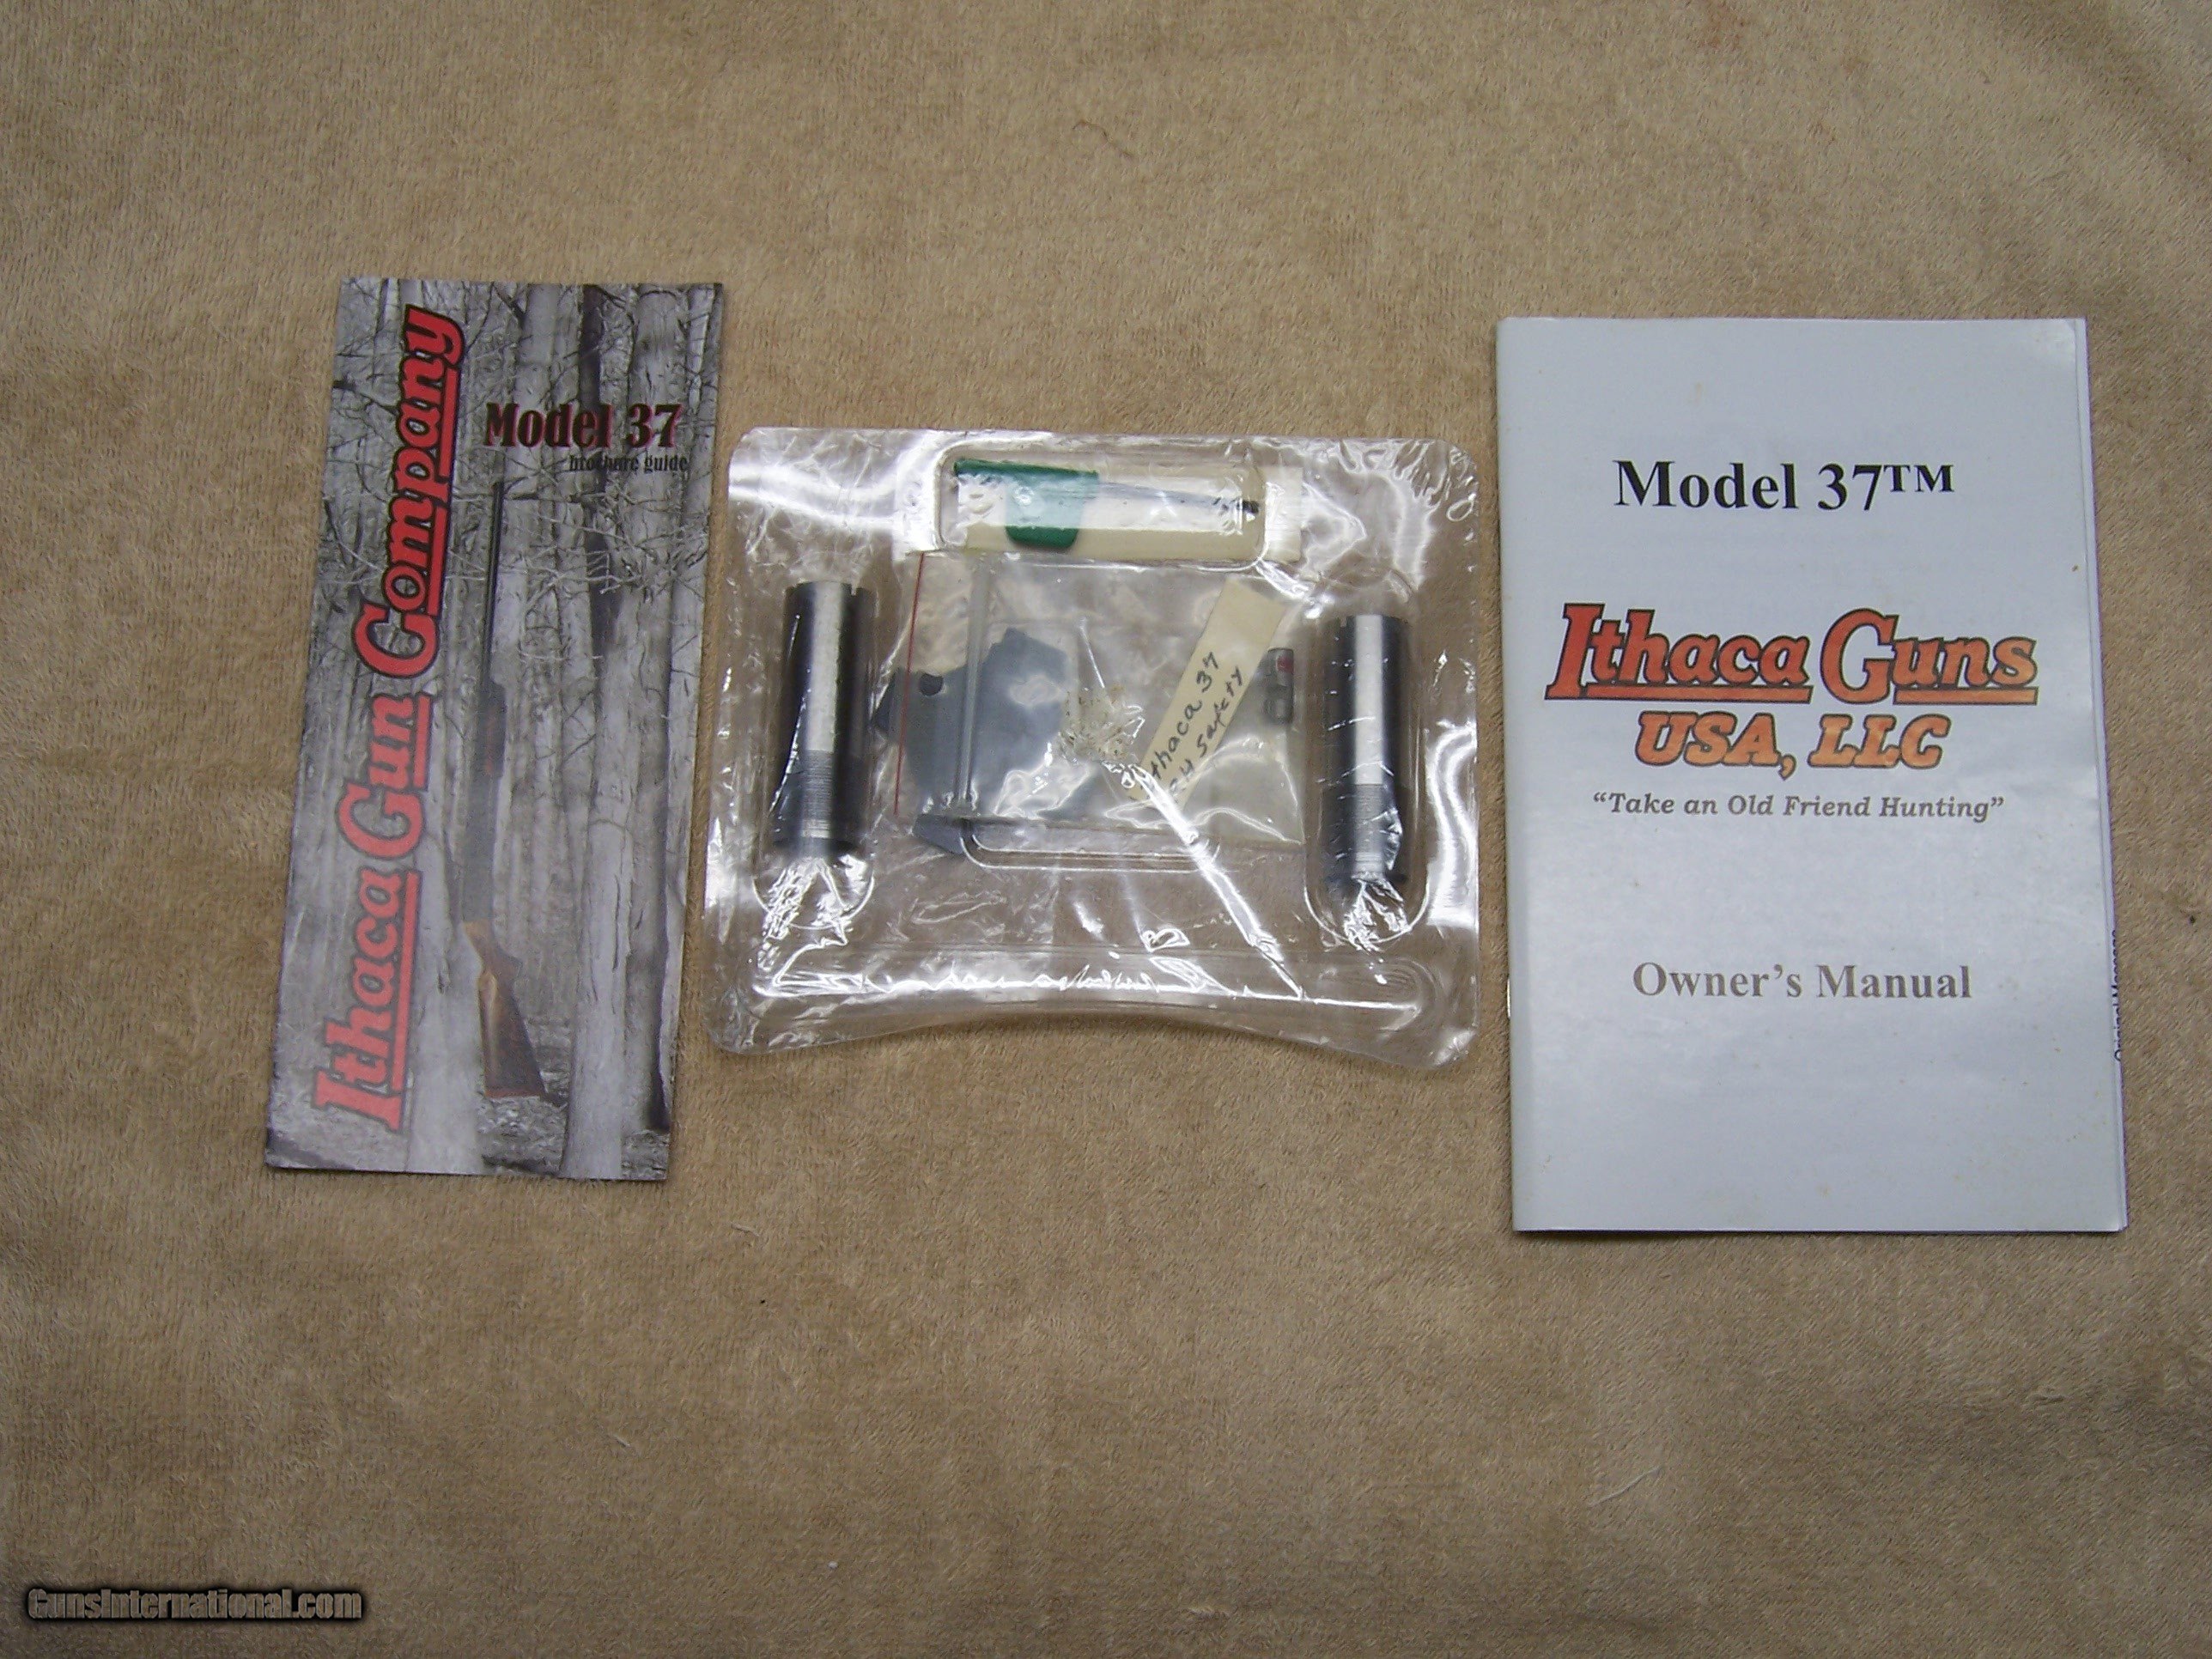 Ithaca Gun Company
Model 37
brochure guide
Ithaca 37
Safety
Model 37™
Ithaca Guns
USA, LLC
“Take an Old Friend Hunting”
Owner’s Manual
GunsInternational.com